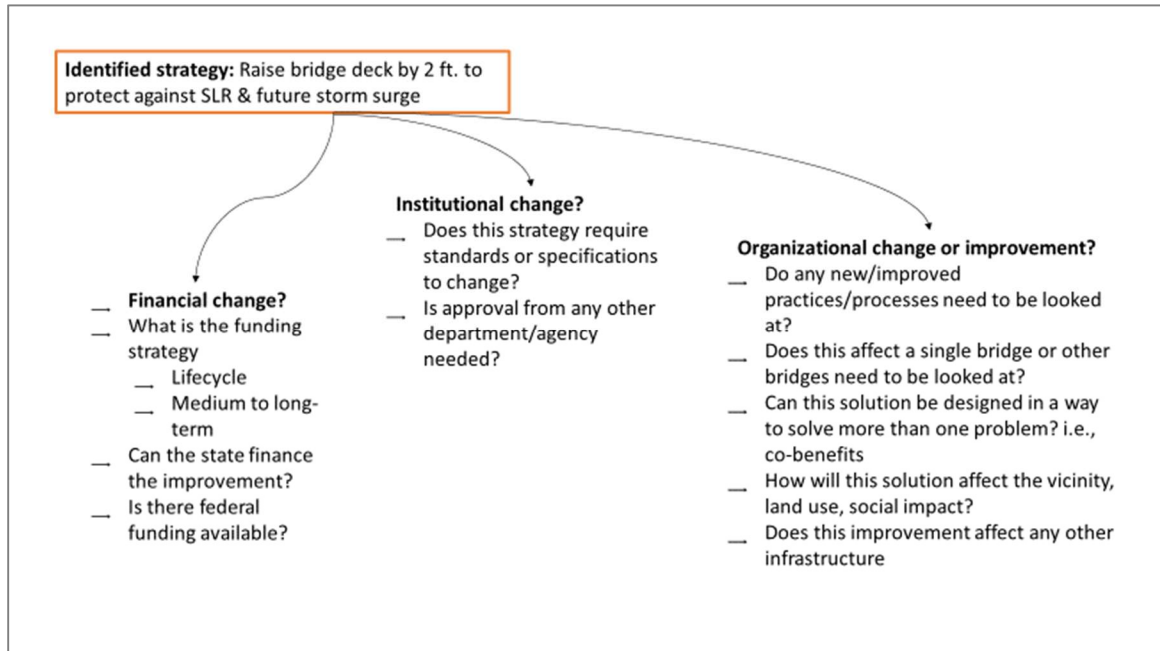 Identified strategy: Raise bridge deck by 2 ft. to
protect against SLR & future storm surge
Financial change?
What is the funding
strategy
Lifecycle
Medium to long-
term
Can the state finance
the improvement?
Is there federal
funding available?
Institutional change?
Does this strategy require
standards or specifications
to change?
Is approval from any other
department/agency
needed?
Organizational change or improvement?
Do any new/improved
practices/processes need to be looked
at?
Does this affect a single bridge or other
bridges need to be looked at?
Can this solution be designed in a way
to solve more than one problem? i.e.,
co-benefits
How will this solution affect the vicinity,
land use, social impact?
Does this improvement affect any other
infrastructure